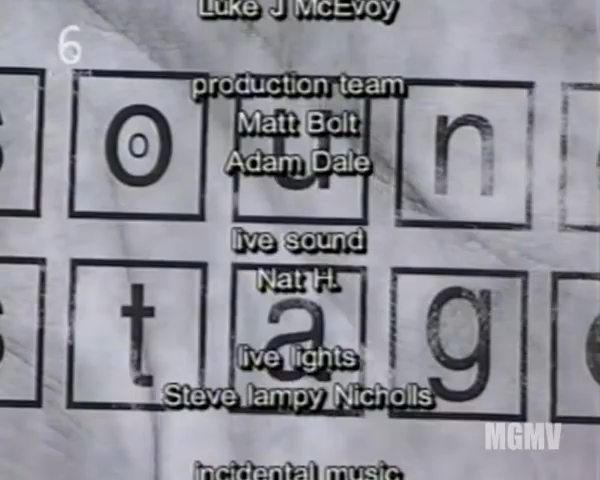 Luke J McEvoy
6
production team
Matt Bolt
Adam Dale
live sound
Nat H.
live lights
Steve lampy Nicholls
incidental music
o u n
t a g e
MGMV